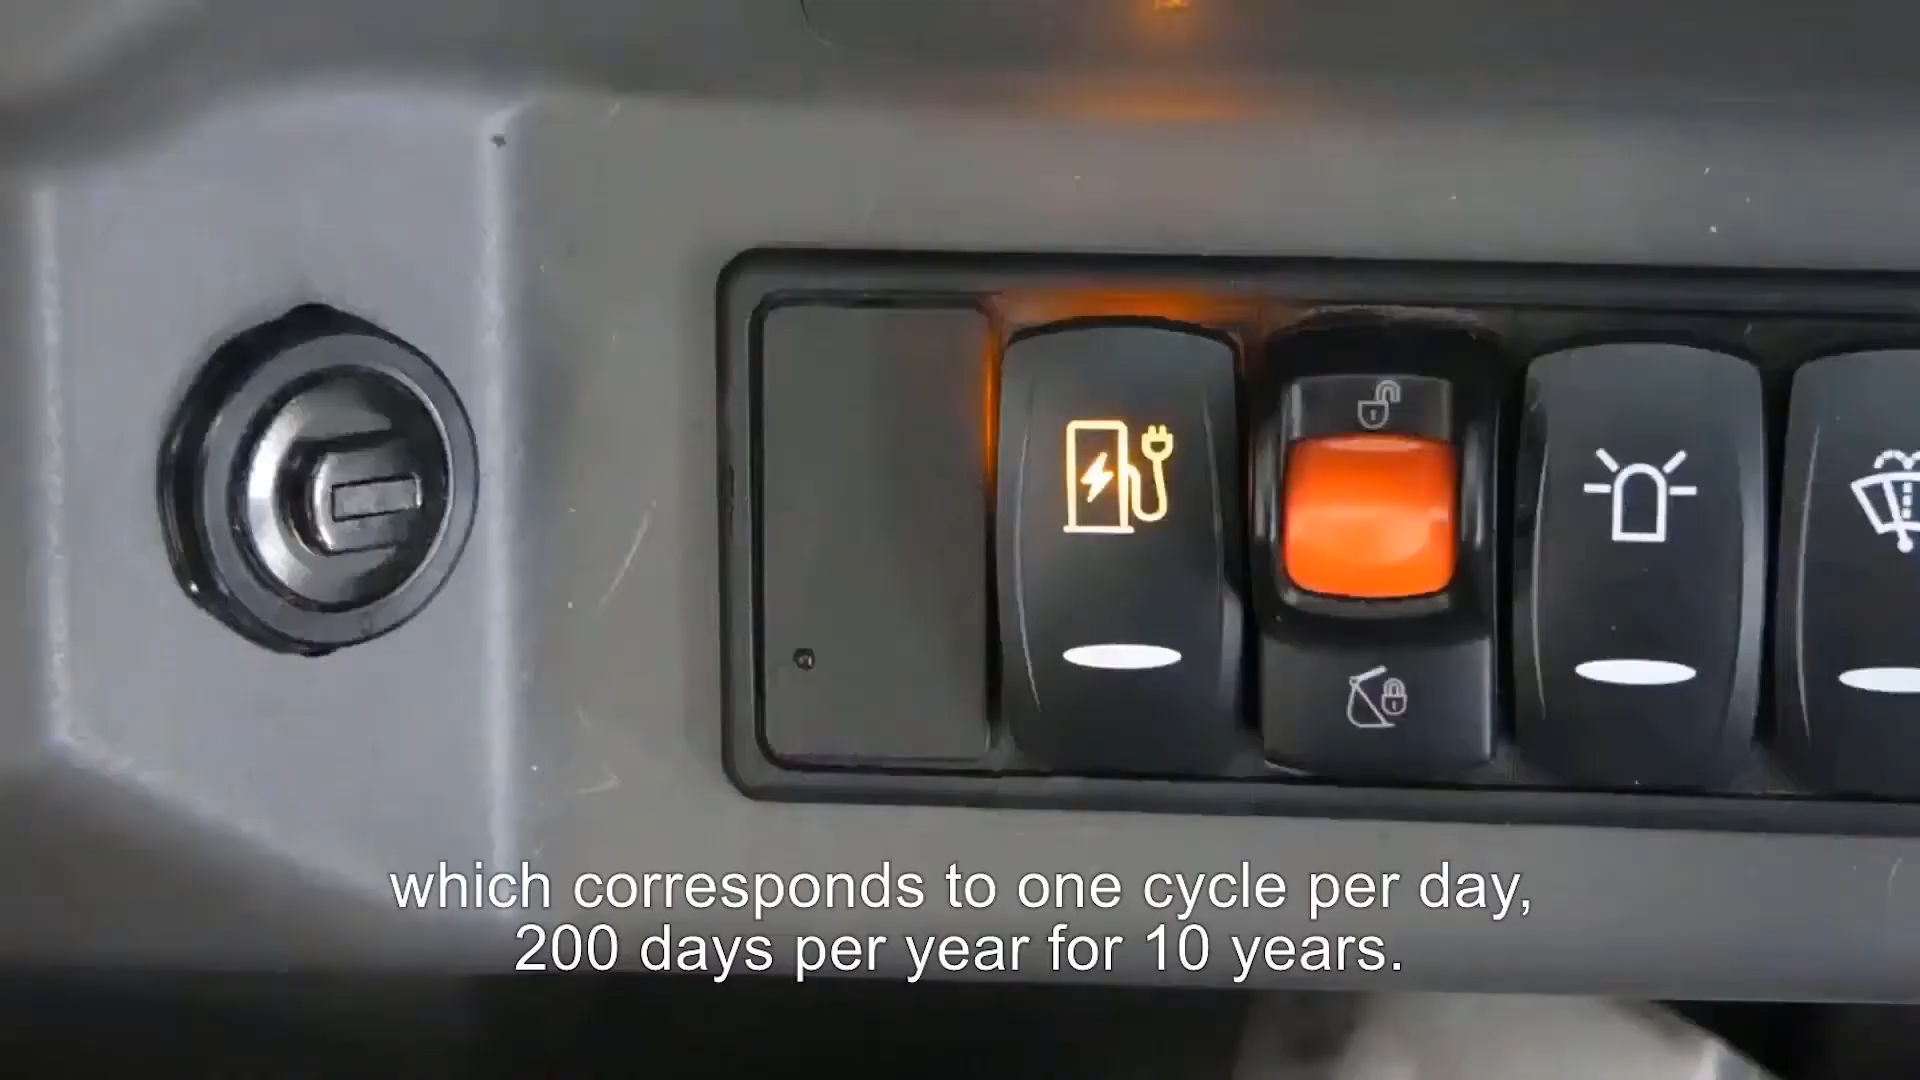 which corresponds to one cycle per day,
200 days per year for 10 years.